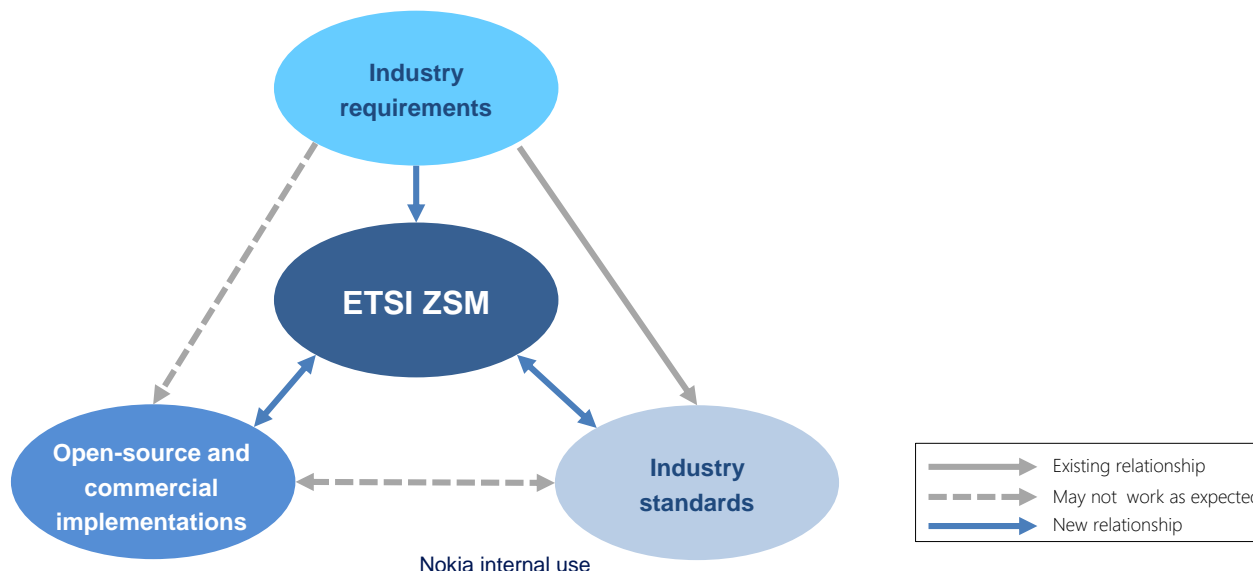 Industry
requirements
ETSI ZSM
Open-source and
commercial
implementations
Industry
standards
Existing relationship
May not work as expected
New relationship
Nokia internal use